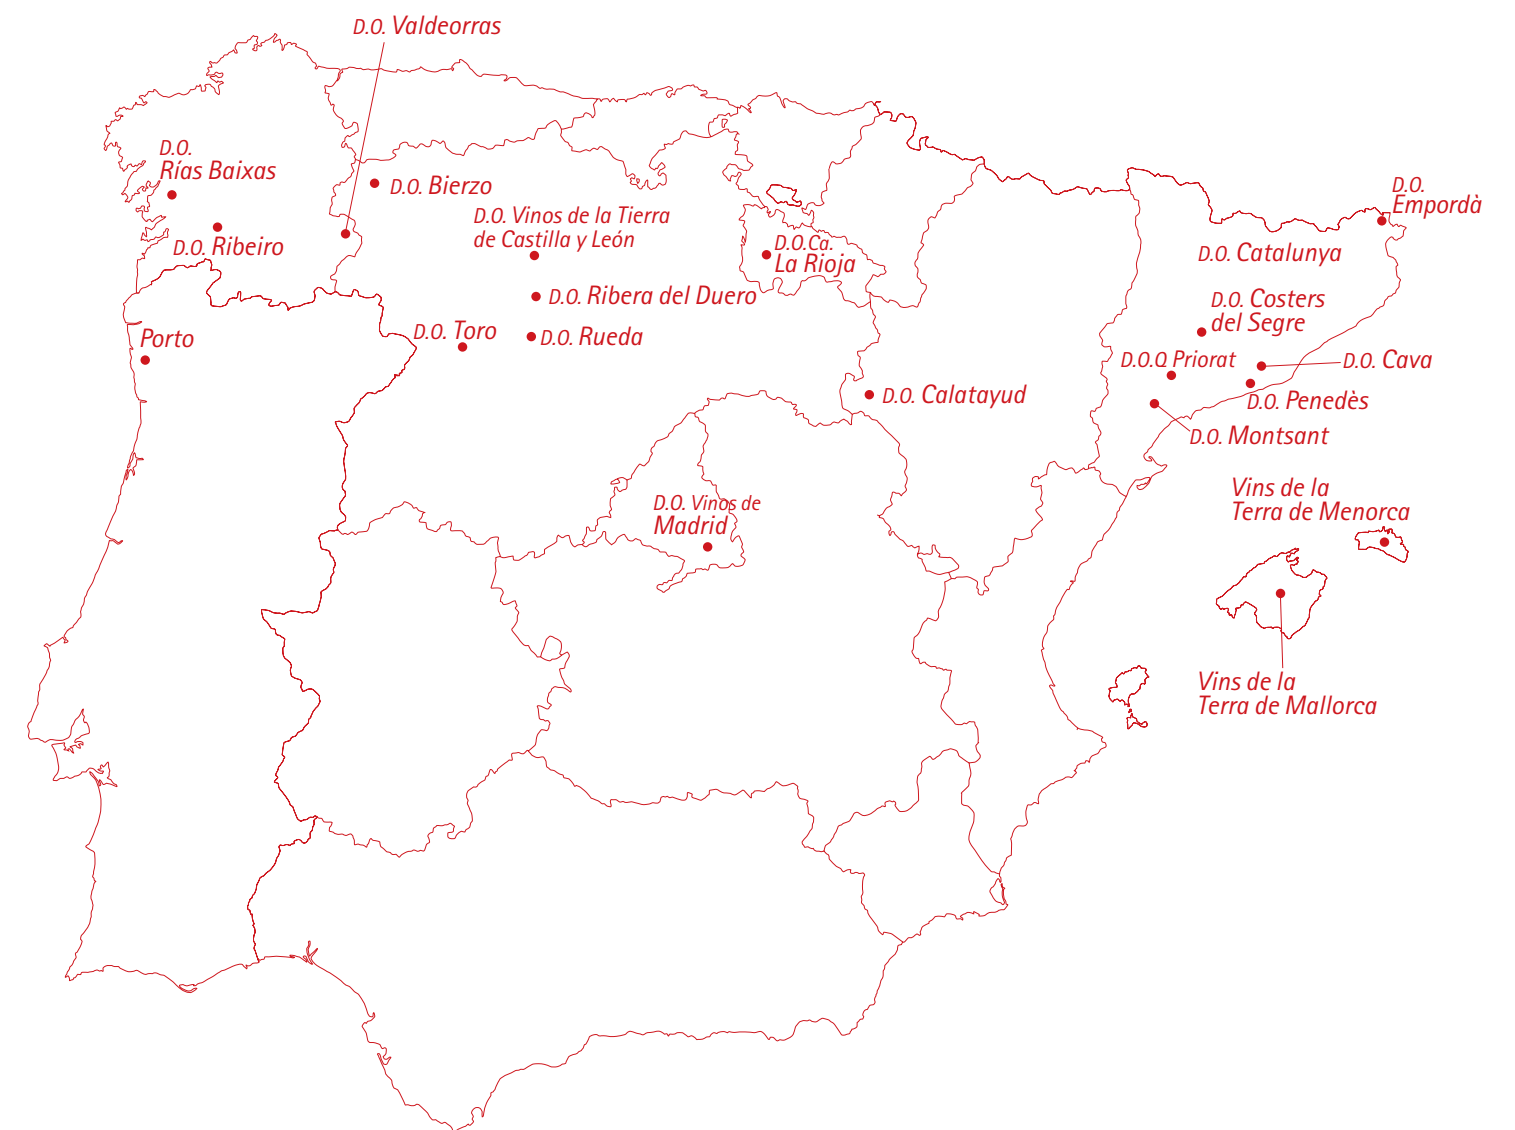 D.O. Valdeorras
D.O.
Rías Baixas
D.O. Bierzo
D.O. Ribeiro
D.O. Vinos de la Tierra
de Castilla y León
D.O.Ca.
La Rioja
D.O. Ribera del Duero
D.O. Toro
D.O. Rueda
Porto
D.O. Calatayud
D.O. Vinos de
Madrid
D.O.
Empordà
D.O. Catalunya
D.O. Costers
del Segre
D.O.Q Priorat
D.O. Cava
D.O. Penedès
D.O. Montsant
Vins de la
Terra de Menorca
Vins de la
Terra de Mallorca